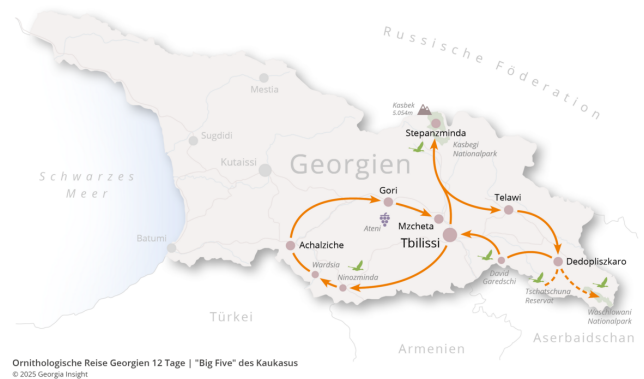 Russische Föderation
Mestia
Kasbek
5.054m
Stepanzminda
Kasbegi
Nationalpark
Sugdidi
Kutaissi
Georgien
Schwarzes
Meer
Gori
Telawi
Ateni
Mzcheta
Tbilissi
Batumi
Achalziche
Wardsia
Ninozminda
David
Garedschi
Dedopliszkaro
Tschatschuna
Reservat
Waschlowani
Nationalpark
Türkei
Armenien
Aserbaidschan
Ornithologische Reise Georgien 12 Tage | "Big Five" des Kaukasus
© 2025 Georgia Insight